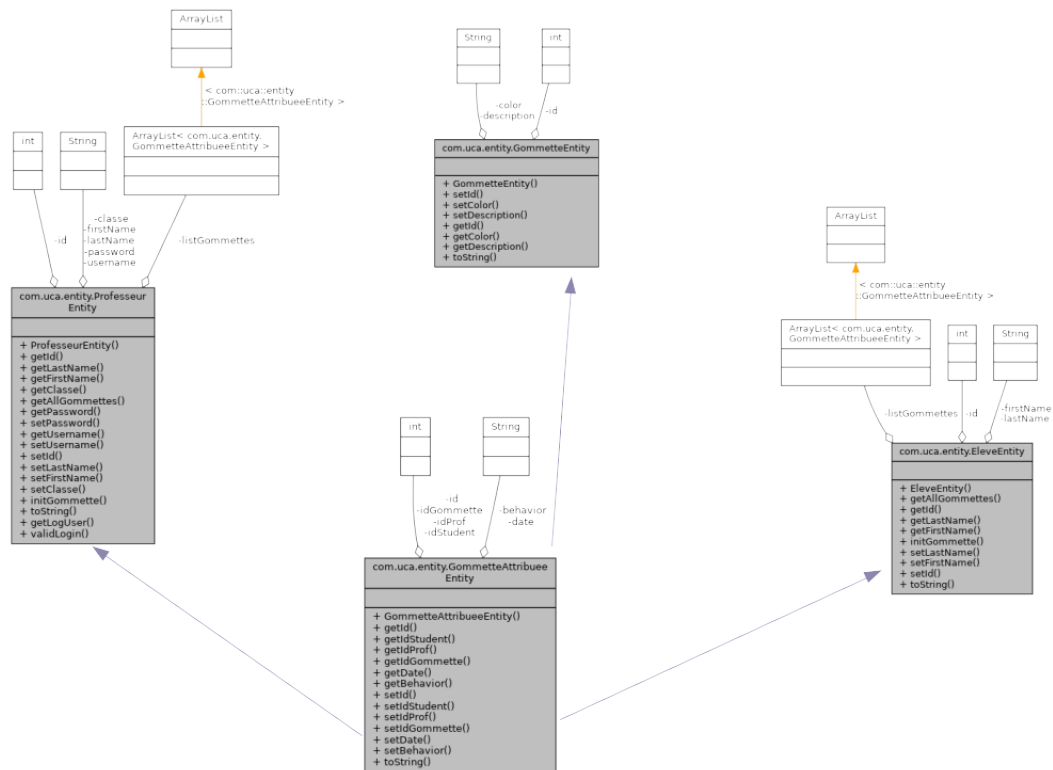 ArrayList
< com::uca::entity
::GommetteAttribueeEntity >
int
String
ArrayList< com.uca.entity.
GommetteAttribueeEntity >
-id
-classe
-firstName
-lastName
-password
-username
-listGommettes
com.uca.entity.Professeur
Entity
+ ProfesseurEntity()
+ getId()
+ getLastName()
+ getFirstName()
+ getClasse()
+ getAllGommettes()
+ getPassword()
+ setPassword()
+ getUsername()
+ setUsername()
+ setId()
+ setLastName()
+ setFirstName()
+ setClasse()
+ initGommette()
+ toString()
+ getLogUser()
+ validLogin()
String
int
-color
-description
-id
com.uca.entity.GommetteEntity
+ GommetteEntity()
+ setId()
+ setColor()
+ setDescription()
+ getId()
+ getColor()
+ getDescription()
+ toString()
int
String
-id
-idGommette
-idProf
-idStudent
-behavior
-date
com.uca.entity.GommetteAttribuee
Entity
+ GommetteAttribueeEntity()
+ getId()
+ getIdStudent()
+ getIdProf()
+ getIdGommette()
+ getDate()
+ getBehavior()
+ setId()
+ setIdStudent()
+ setIdProf()
+ setIdGommette()
+ setDate()
+ setBehavior()
+ toString()
ArrayList
< com::uca::entity
::GommetteAttribueeEntity >
ArrayList< com.uca.entity.
GommetteAttribueeEntity >
int
String
-listGommettes
-id
-firstName
-lastName
com.uca.entity.EleveEntity
+ EleveEntity()
+ getAllGommettes()
+ getId()
+ getLastName()
+ getFirstName()
+ initGommette()
+ setLastName()
+ setFirstName()
+ setId()
+ toString()